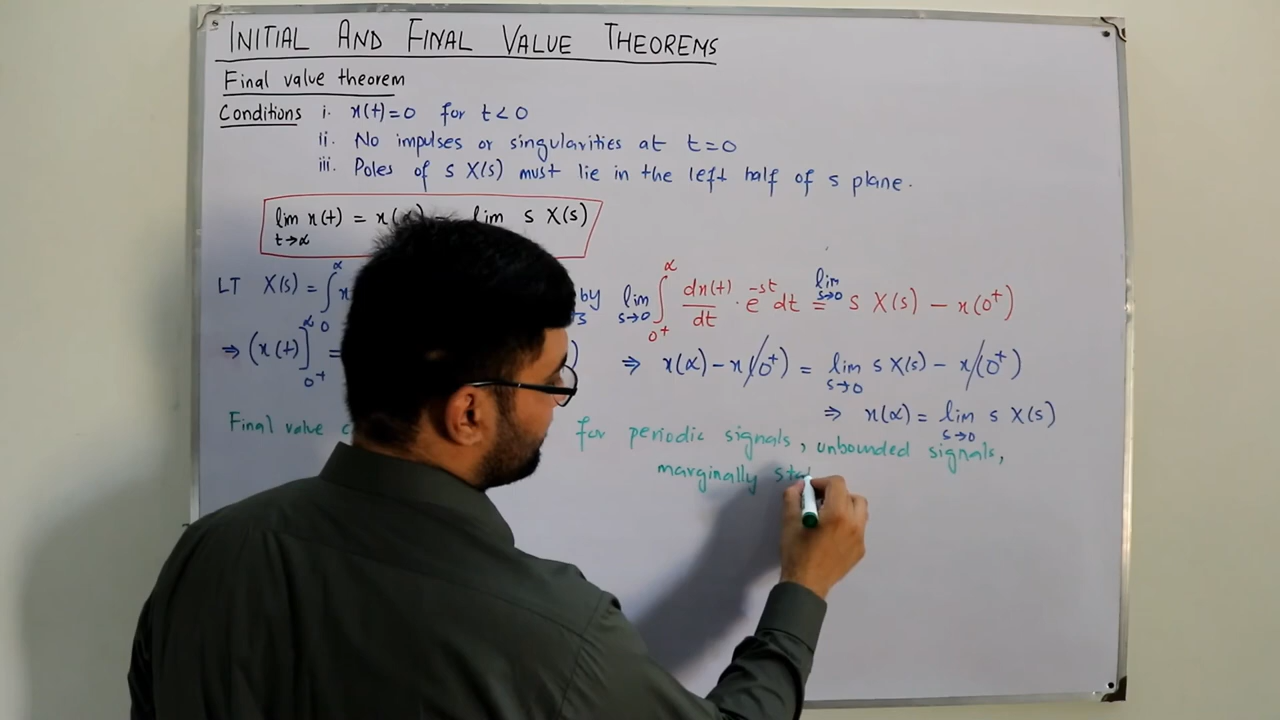 INITIAL AND FINAL VALUE THEOREMS
Final value theorem
Conditions i. x(t)=0 for t<0
ii. No impulses or singularities at t=0
iii. Poles of s X(s) must lie in the left half of s plane.
lim x(t) = x( lim s X(s)
t→∝
LT X(s) = ∫ ∝ 0 by lim s→0 ∫ ∝ 0⁺ dx(t)/dt · e^-st dt = lim s→0 s X(s) - x(0⁺)
⇒ (x(t)] ∝ 0⁺ = ) ⇒ x(∝) - x(0⁺) = lim s→0 s X(s) - x(0⁺)
⇒ x(∝) = lim s→0 s X(s)
Final value for periodic signals, unbounded signals,
marginally